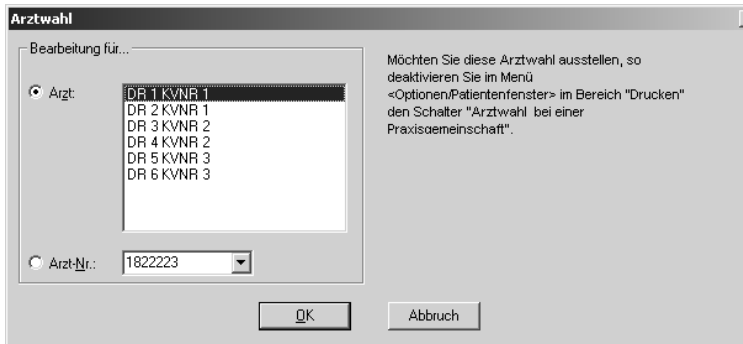 Arztwahl
Bearbeitung für...
Arzt:
DR 1 KVNR 1
DR 2 KVNR 1
DR 3 KVNR 2
DR 4 KVNR 2
DR 5 KVNR 3
DR 6 KVNR 3
Arzt-Nr.:
1822223
Möchten Sie diese Arztwahl ausstellen, so
deaktivieren Sie im Menü
<Optionen/Patientenfenster> im Bereich "Drucken"
den Schalter "Arztwahl bei einer
Praxisgemeinschaft".
OK
Abbruch